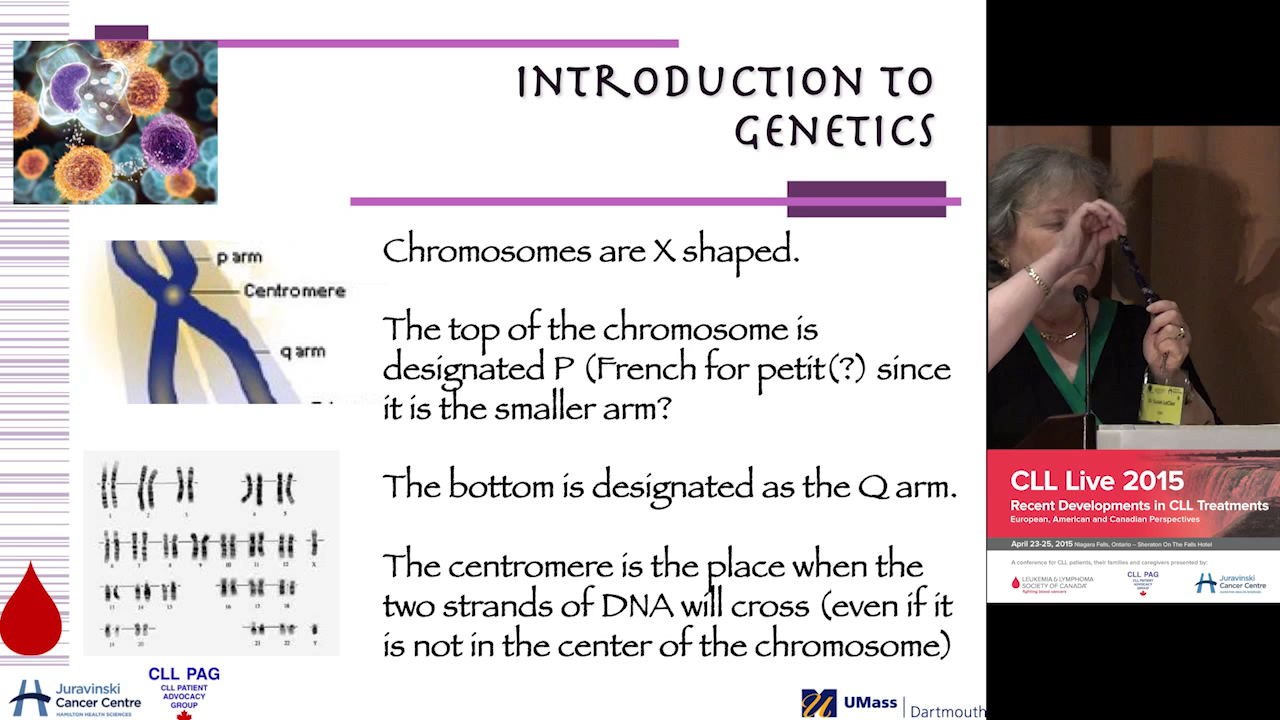 INTRODUCTION TO
GENETICS
p arm
Centromere
q arm
Chromosomes are X shaped.
The top of the chromosome is
designated P (French for petit(?) since
it is the smaller arm?
The bottom is designated as the Q arm.
The centromere is the place when the
two strands of DNA will cross (even if it
is not in the center of the chromosome)
Juravinski
Cancer Centre
HAMILTON HEALTH SCIENCES
CLL PAG
CLL PATIENT
ADVOCACY
GROUP
UMass
Dartmouth
CLL Live 2015
Recent Developments in CLL Treatments
European, American and Canadian Perspectives
April 23-25, 2015 Niagara Falls, Ontario – Sheraton On The Falls Hotel
A conference for CLL patients, their families and caregivers presented by:
LEUKEMIA & LYMPHOMA
SOCIETY OF CANADA
fighting blood cancers
CLL PAG
CLL PATIENT
ADVOCACY
GROUP
Juravinski
Cancer Centre